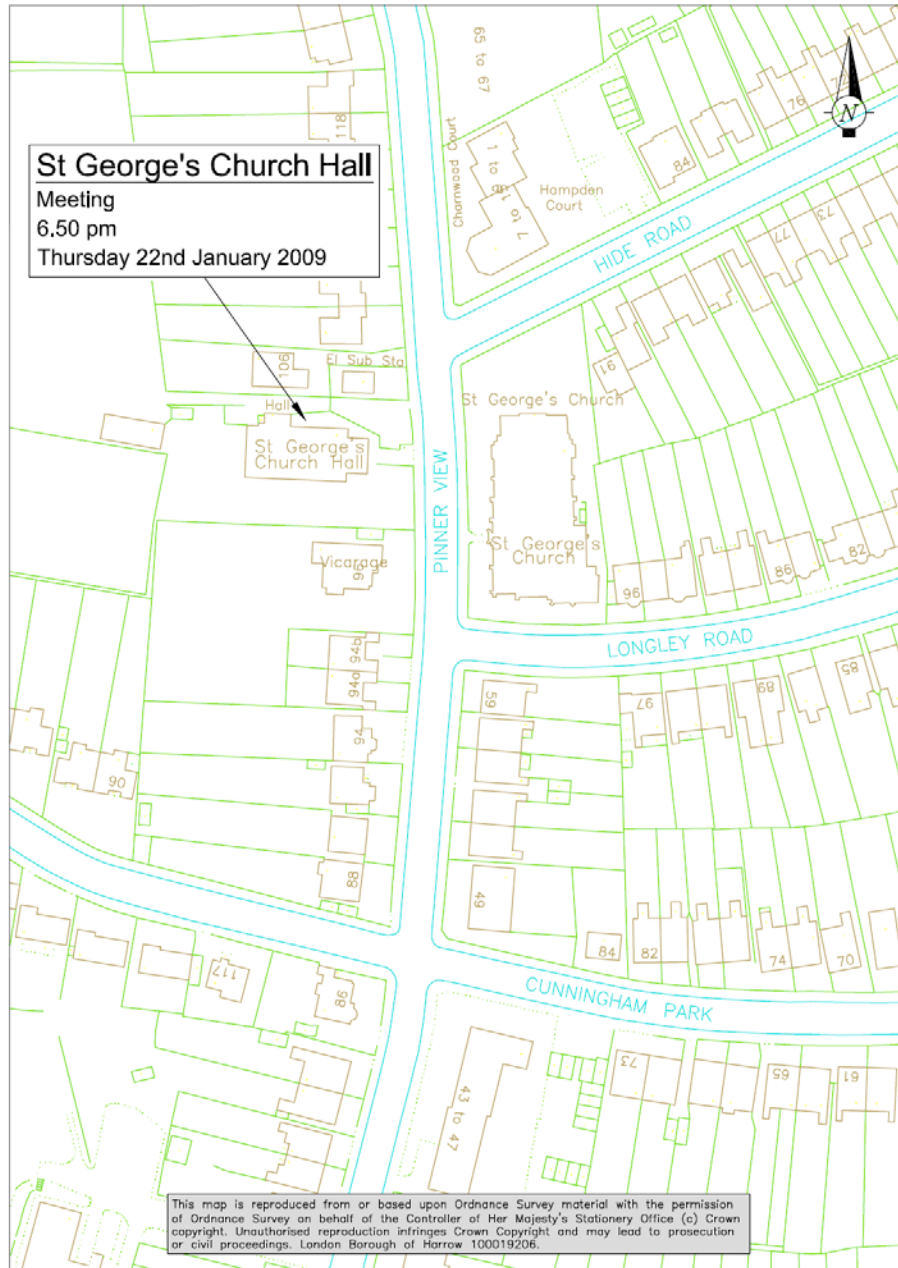 65 to 67
118
Charnwood Court
1 to 6
7 to
Hampden
Court
84
76
N
St George's Church Hall
Meeting
6.50 pm
Thursday 22nd January 2009
HIDE ROAD
77
73
106
El Sub Sta
91
Hall
St George's Church
St George's
Church Hall
PINNER VIEW
St George's
Church
Vicarage
96
96
86
82
LONGLEY ROAD
94b
94a
94
59
97
89
85
90
88
49
84
82
74
70
117
86
CUNNINGHAM PARK
43 to 47
73
65
61
This map is reproduced from or based upon Ordnance Survey material with the permission
of Ordnance Survey on behalf of the Controller of Her Majesty's Stationery Office (c) Crown
copyright. Unauthorised reproduction infringes Crown Copyright and may lead to prosecution
or civil proceedings. London Borough of Harrow 100019206.